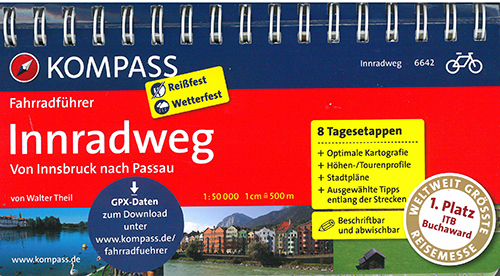 KOMPASS
Innradweg 6642
Reißfest
Wetterfest
Fahrradführer
Innradweg
Von Innsbruck nach Passau
von Walter Theil
1:50 000 1 cm ≙ 500 m
8 Tagesetappen
+ Optimale Kartografie
+ Höhen-/Tourenprofile
+ Stadtpläne
+ Ausgewählte Tipps
entlang der Strecken
Beschriftbar
und abwischbar
GPX-Daten
zum Download
unter
www.kompass.de/
fahrradfuehrer
www.kompass.de
WELTWEIT GRÖSSTE
1. Platz
ITB
Buchaward
REISEMESSE